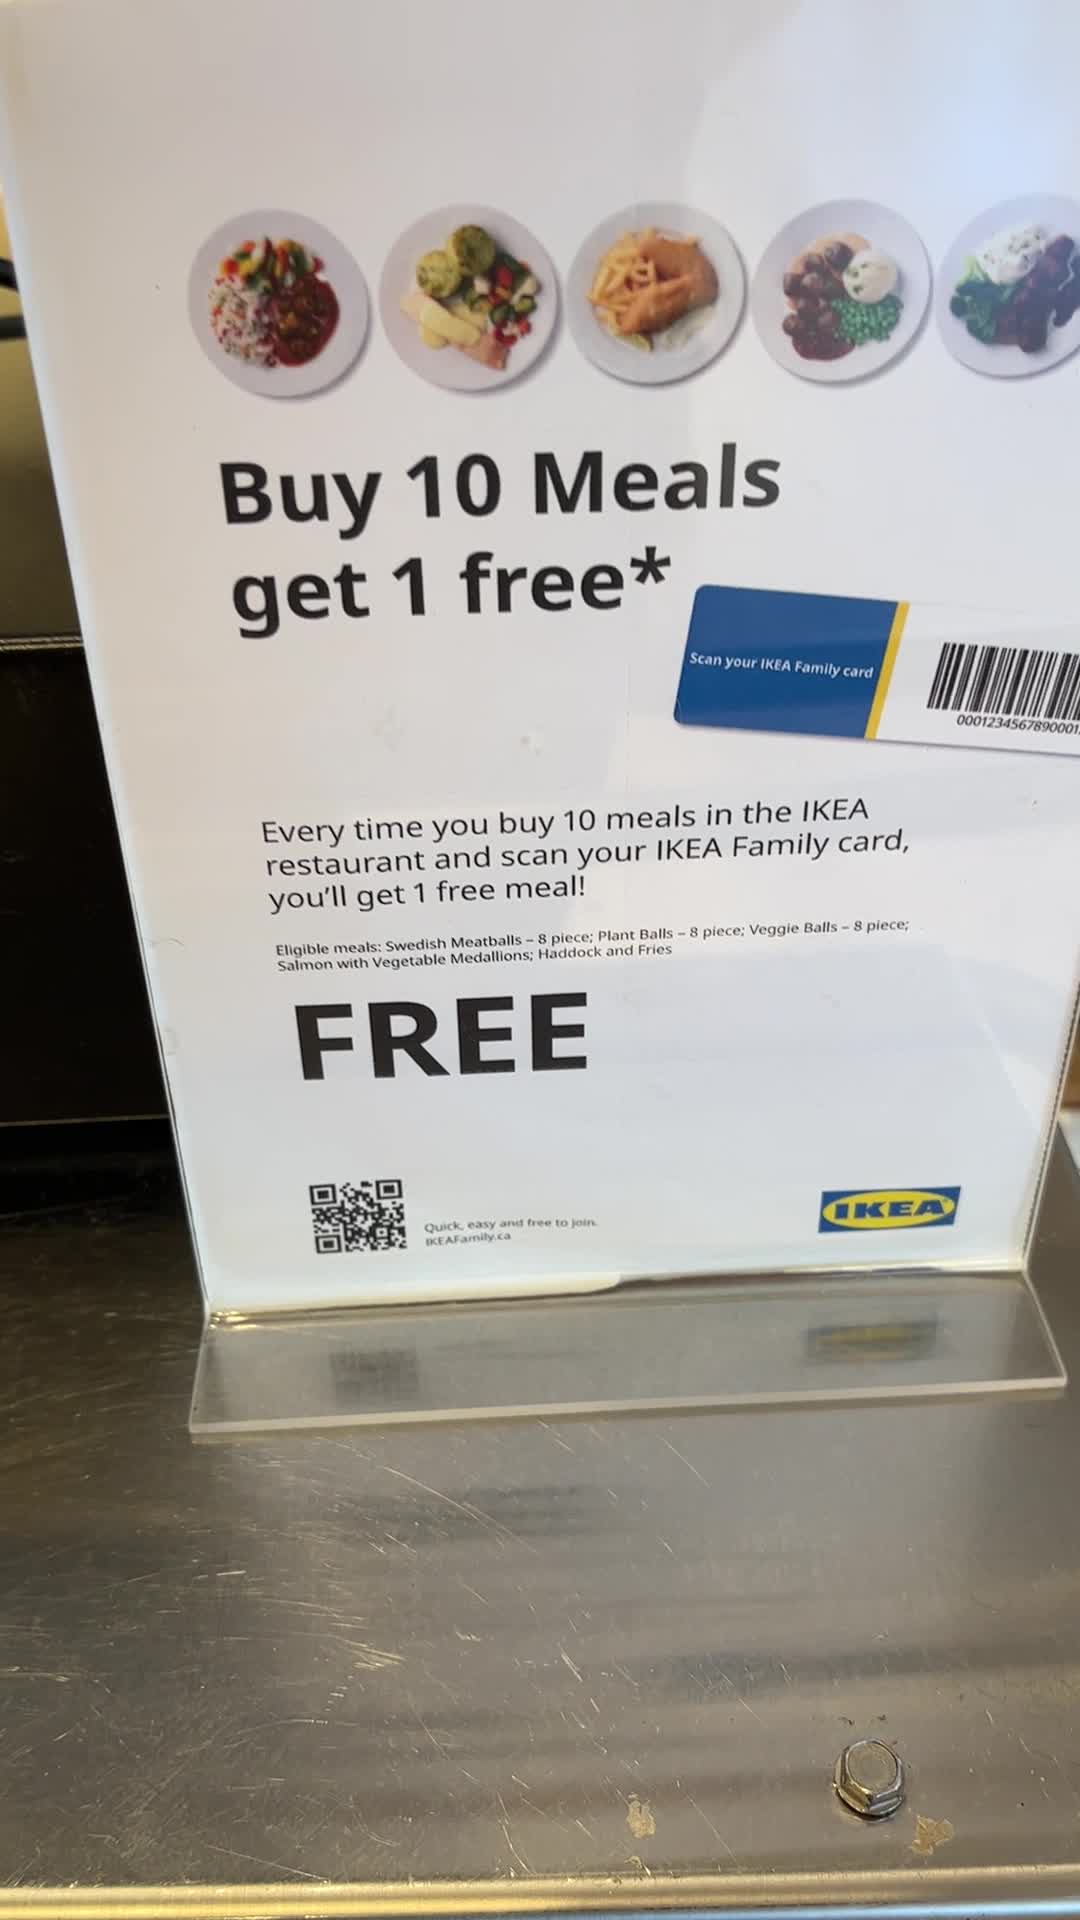 Buy 10 Meals
get 1 free*
Scan your IKEA Family card
0001234567890001
Every time you buy 10 meals in the IKEA
restaurant and scan your IKEA Family card,
you'll get 1 free meal!
Eligible meals: Swedish Meatballs – 8 piece; Plant Balls – 8 piece; Veggie Balls – 8 piece;
Salmon with Vegetable Medallions; Haddock and Fries
FREE
Quick, easy and free to join.
IKEAFamily.ca
IKEA